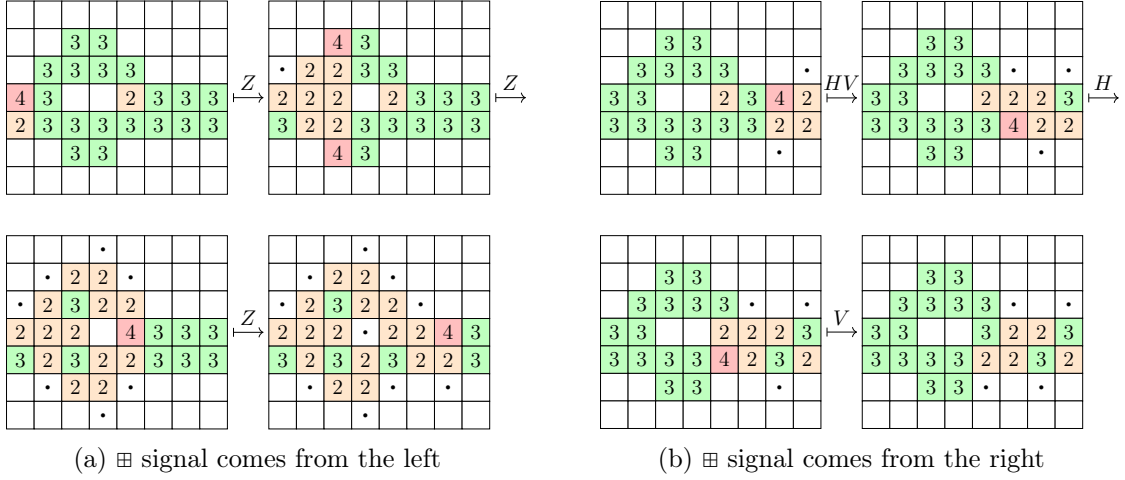 3 3 4 3 3 3 3 3
3 3 3 3 · 2 2 3 3 3 3 3 3 · 3 3 3 3 · ·
4 3 2 3 3 3 Z 2 2 2 2 3 3 3 Z 3 3 2 3 4 2 HV 3 3 2 2 2 3 H
2 3 3 3 3 3 3 3 3 2 2 3 3 3 3 3 3 3 3 3 3 3 2 2 3 3 3 3 3 4 2 2
3 3 4 3 3 3 · 3 3 ·
· ·
· 2 2 · · 2 2 · 3 3 3 3
· 2 3 2 2 · 2 3 2 2 · 3 3 3 3 · · 3 3 3 3 · ·
2 2 2 4 3 3 3 Z 2 2 2 · 2 2 4 3 3 3 2 2 2 3 V 3 3 3 2 2 3
3 2 3 2 2 3 3 3 3 2 3 2 3 2 2 3 3 3 3 3 4 2 3 2 3 3 3 3 2 2 3 2
· 2 2 · · 2 2 · · 3 3 · 3 3 · ·
· ·
(a) ⊞ signal comes from the left (b) ⊞ signal comes from the right